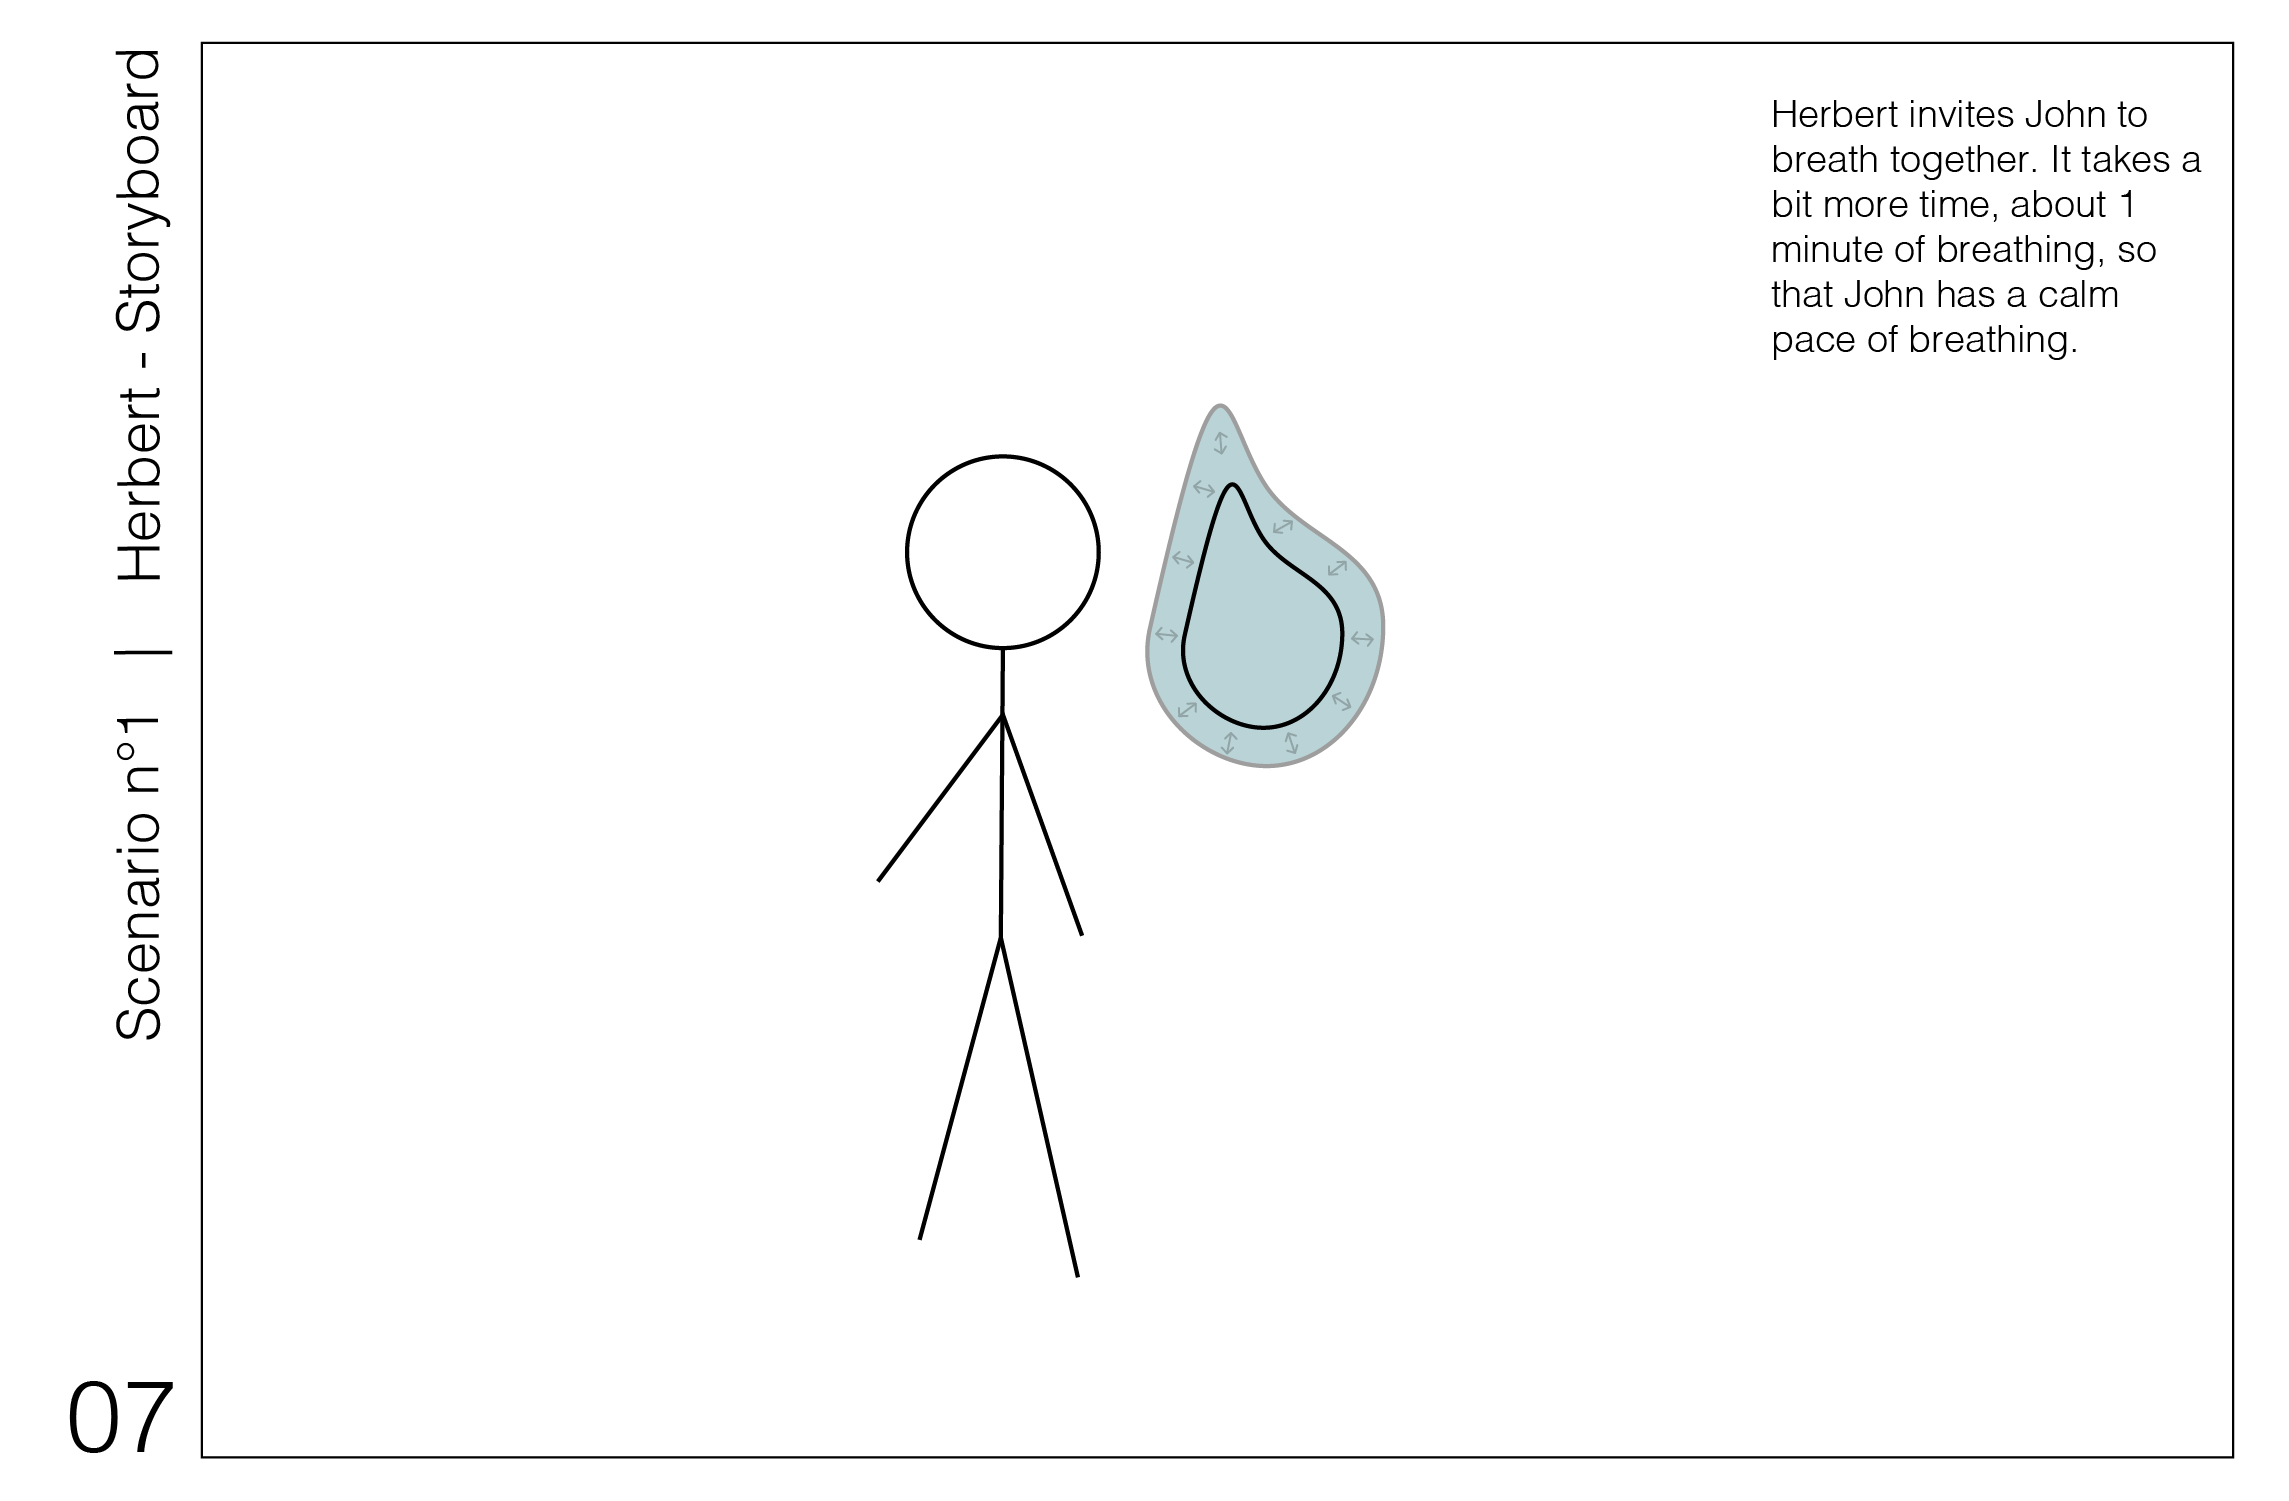 Scenario n°1 | Herbert - Storyboard
Herbert invites John to
breath together. It takes a
bit more time, about 1
minute of breathing, so
that John has a calm
pace of breathing.
07